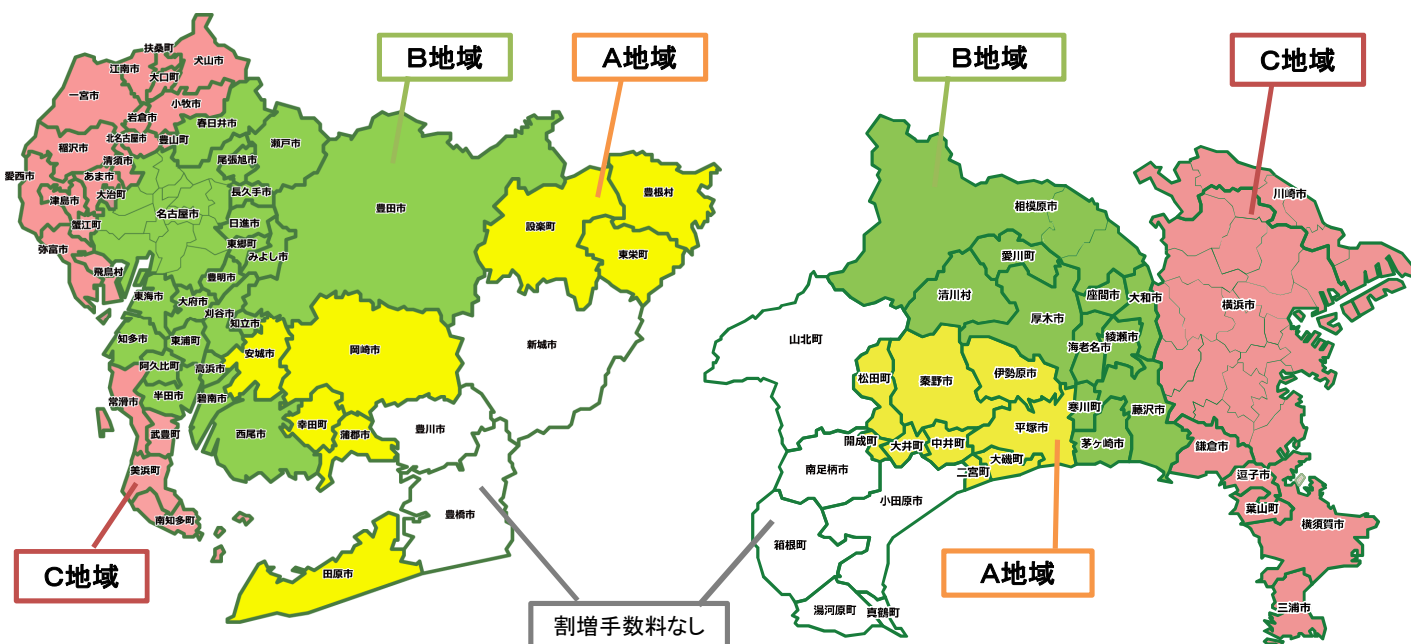 B地域
A地域
扶桑町
犬山市
江南市
大口町
一宮市
小牧市
岩倉市
春日井市
北名古屋市
豊山町
瀬戸市
稲沢市
清須市
尾張旭市
愛西市
あま市
津島市
大治町
長久手市
名古屋市
豊田市
蟹江町
日進市
東郷町
弥富市
みよし市
飛島村
豊明市
東海市
大府市
刈谷市
知立市
知多市
東浦町
安城市
岡崎市
阿久比町
高浜市
半田市
碧南市
常滑市
武豊町
西尾市
幸田町
蒲郡市
豊川市
新城市
設楽町
豊根村
東栄町
美浜町
南知多町
豊橋市
田原市
C地域
割増手数料なし
B地域
C地域
川崎市
相模原市
愛川町
清川村
座間市
大和市
横浜市
厚木市
山北町
海老名市
綾瀬市
松田町
秦野市
伊勢原市
寒川町
藤沢市
開成町
大井町
中井町
平塚市
茅ヶ崎市
鎌倉市
南足柄市
二宮町
大磯町
逗子市
小田原市
葉山町
横須賀市
箱根町
A地域
湯河原町
真鶴町
三浦市